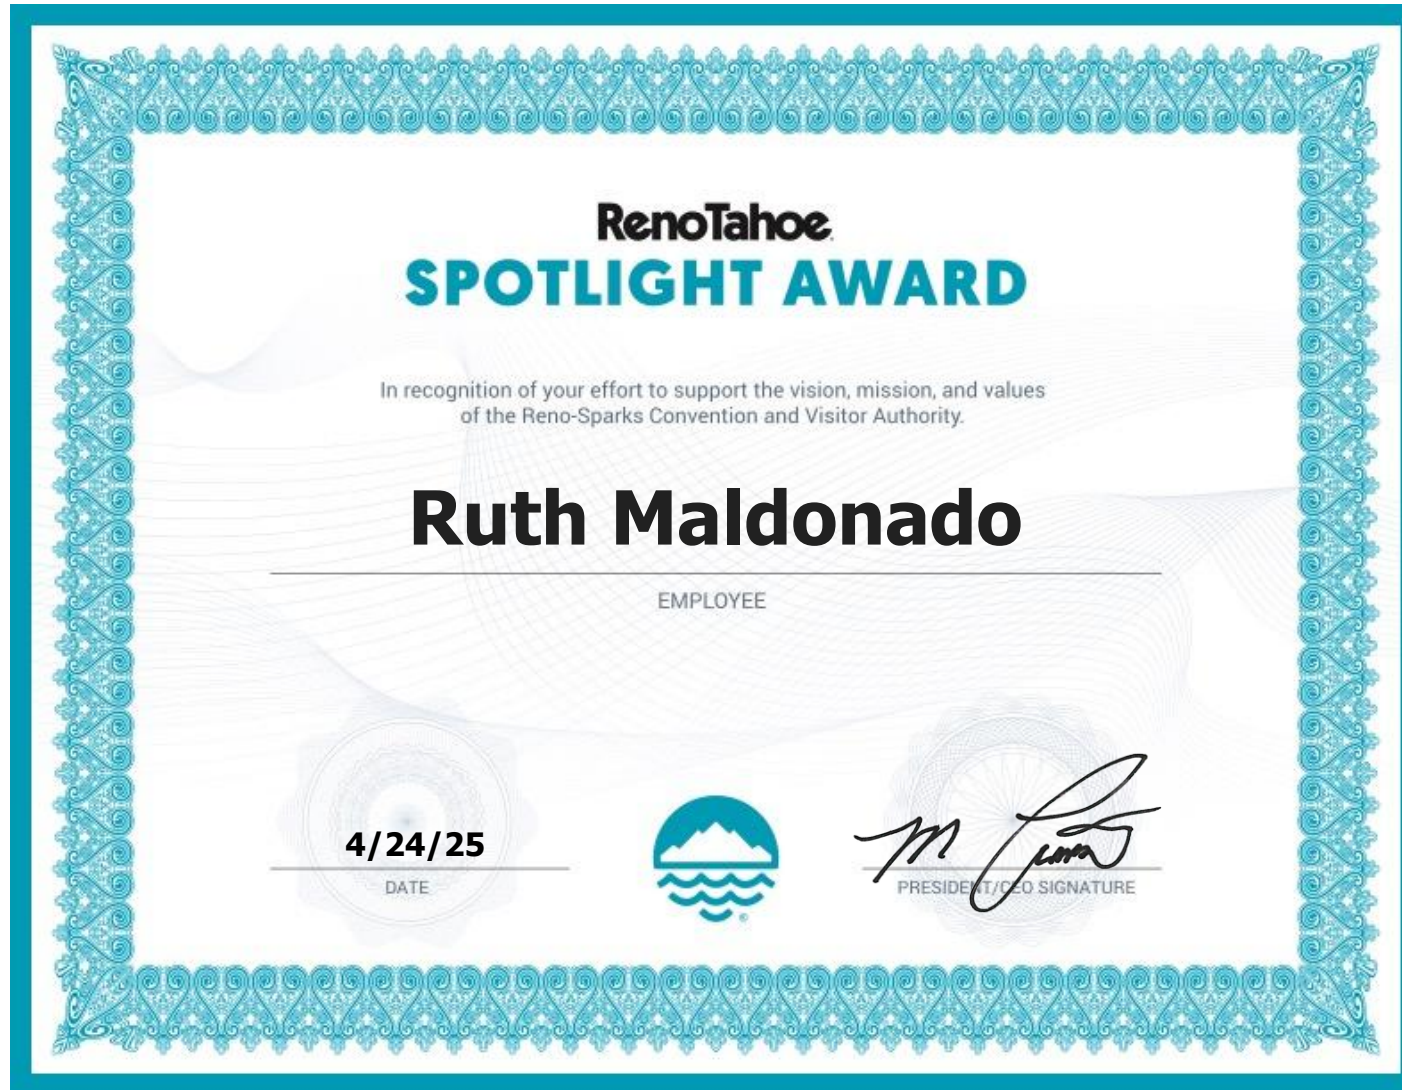 RenoTahoe
SPOTLIGHT AWARD
In recognition of your effort to support the vision, mission, and values
of the Reno-Sparks Convention and Visitor Authority.
Ruth Maldonado
EMPLOYEE
4/24/25
DATE
PRESIDENT/CEO SIGNATURE